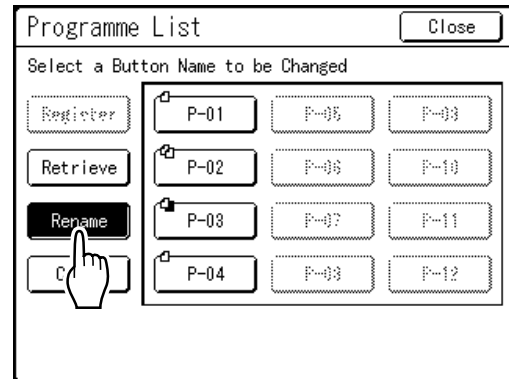 Programme List Close
Select a Button Name to be Changed
Register P-01 P-05 P-09
Retrieve P-02 P-06 P-10
Rename P-03 P-07 P-11
P-04 P-08 P-12